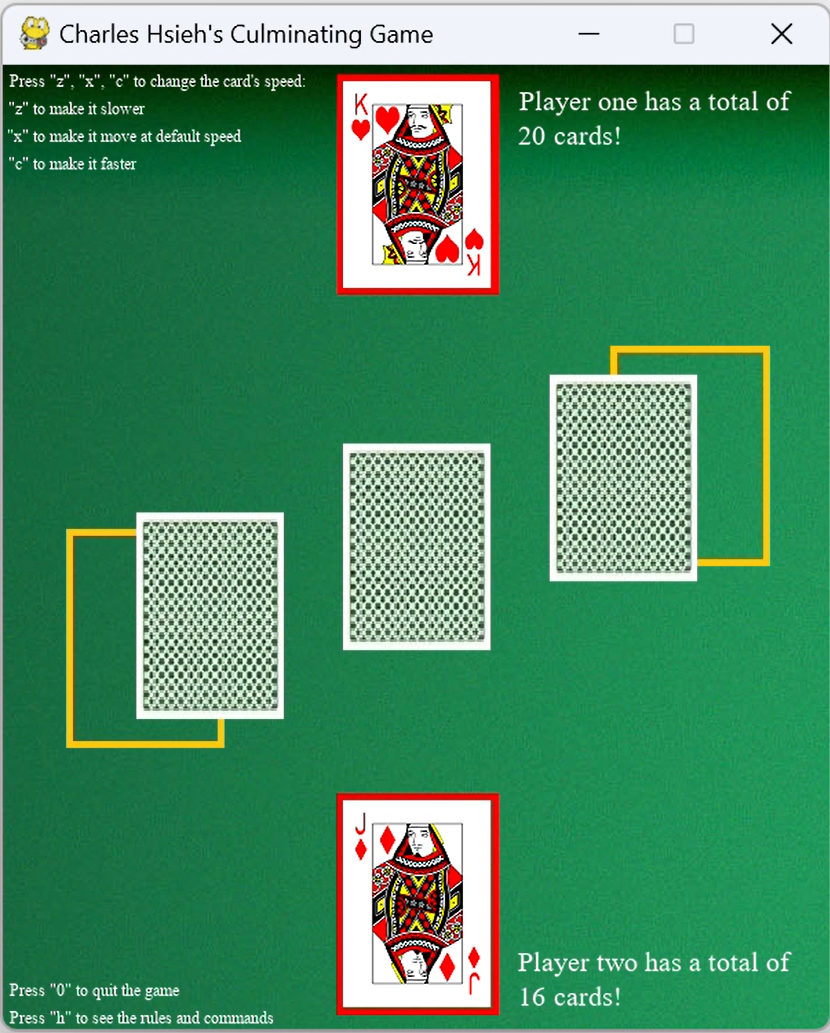 Charles Hsieh's Culminating Game
Press "z", "x", "c" to change the card's speed:
"z" to make it slower
"x" to make it move at default speed
"c" to make it faster
K
K
Player one has a total of
20 cards!
J
J
Player two has a total of
16 cards!
Press "0" to quit the game
Press "h" to see the rules and commands